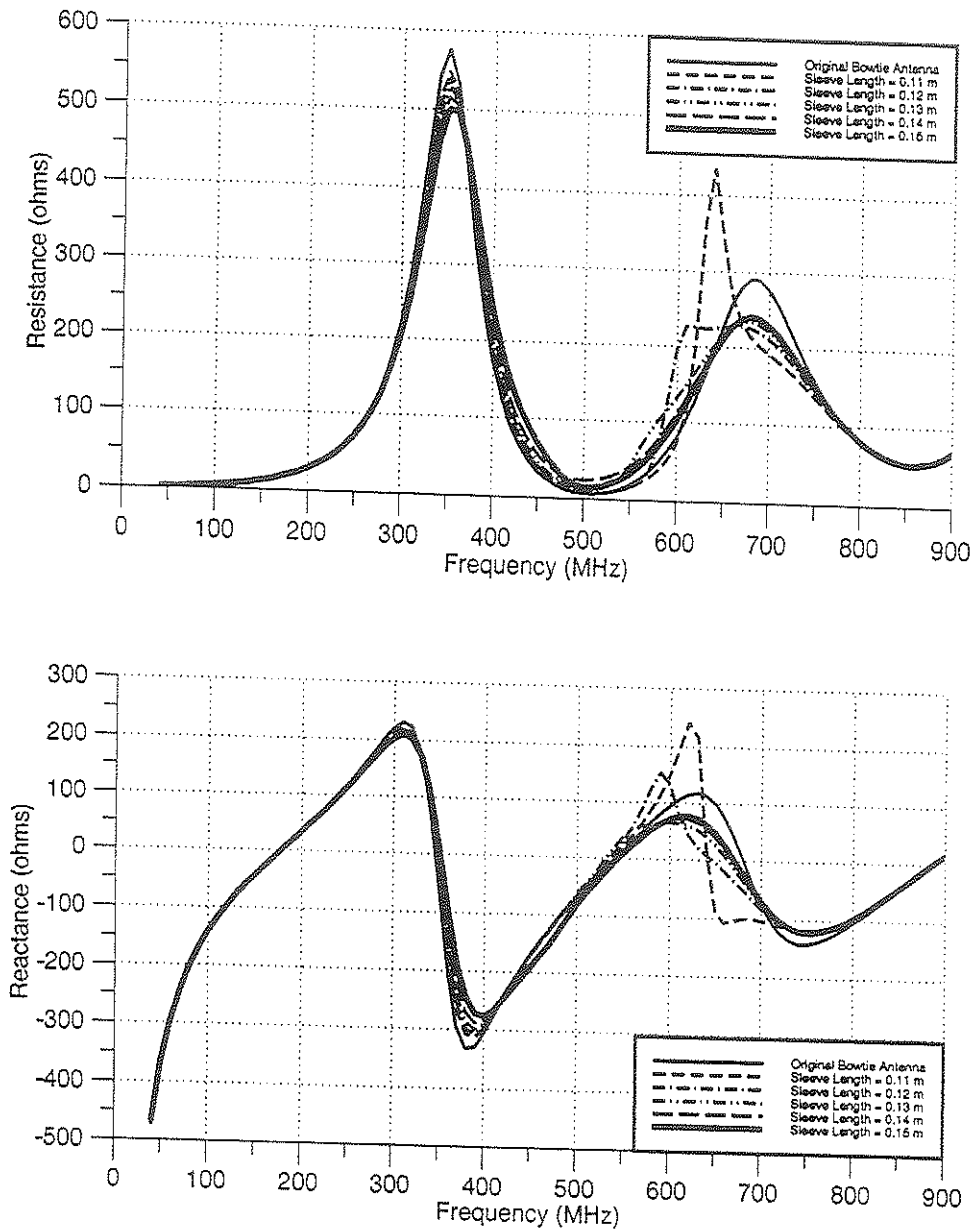 600
500
400
300
200
100
0
Resistance (ohms)
0 100 200 300 400 500 600 700 800 900
Frequency (MHz)
Original Bowtie Antenna
Sleeve Length = 0.11 m
Sleeve Length = 0.12 m
Sleeve Length = 0.13 m
Sleeve Length = 0.14 m
Sleeve Length = 0.15 m
300
200
100
0
-100
-200
-300
-400
-500
Reactance (ohms)
0 100 200 300 400 500 600 700 800 900
Frequency (MHz)
Original Bowtie Antenna
Sleeve Length = 0.11 m
Sleeve Length = 0.12 m
Sleeve Length = 0.13 m
Sleeve Length = 0.14 m
Sleeve Length = 0.15 m